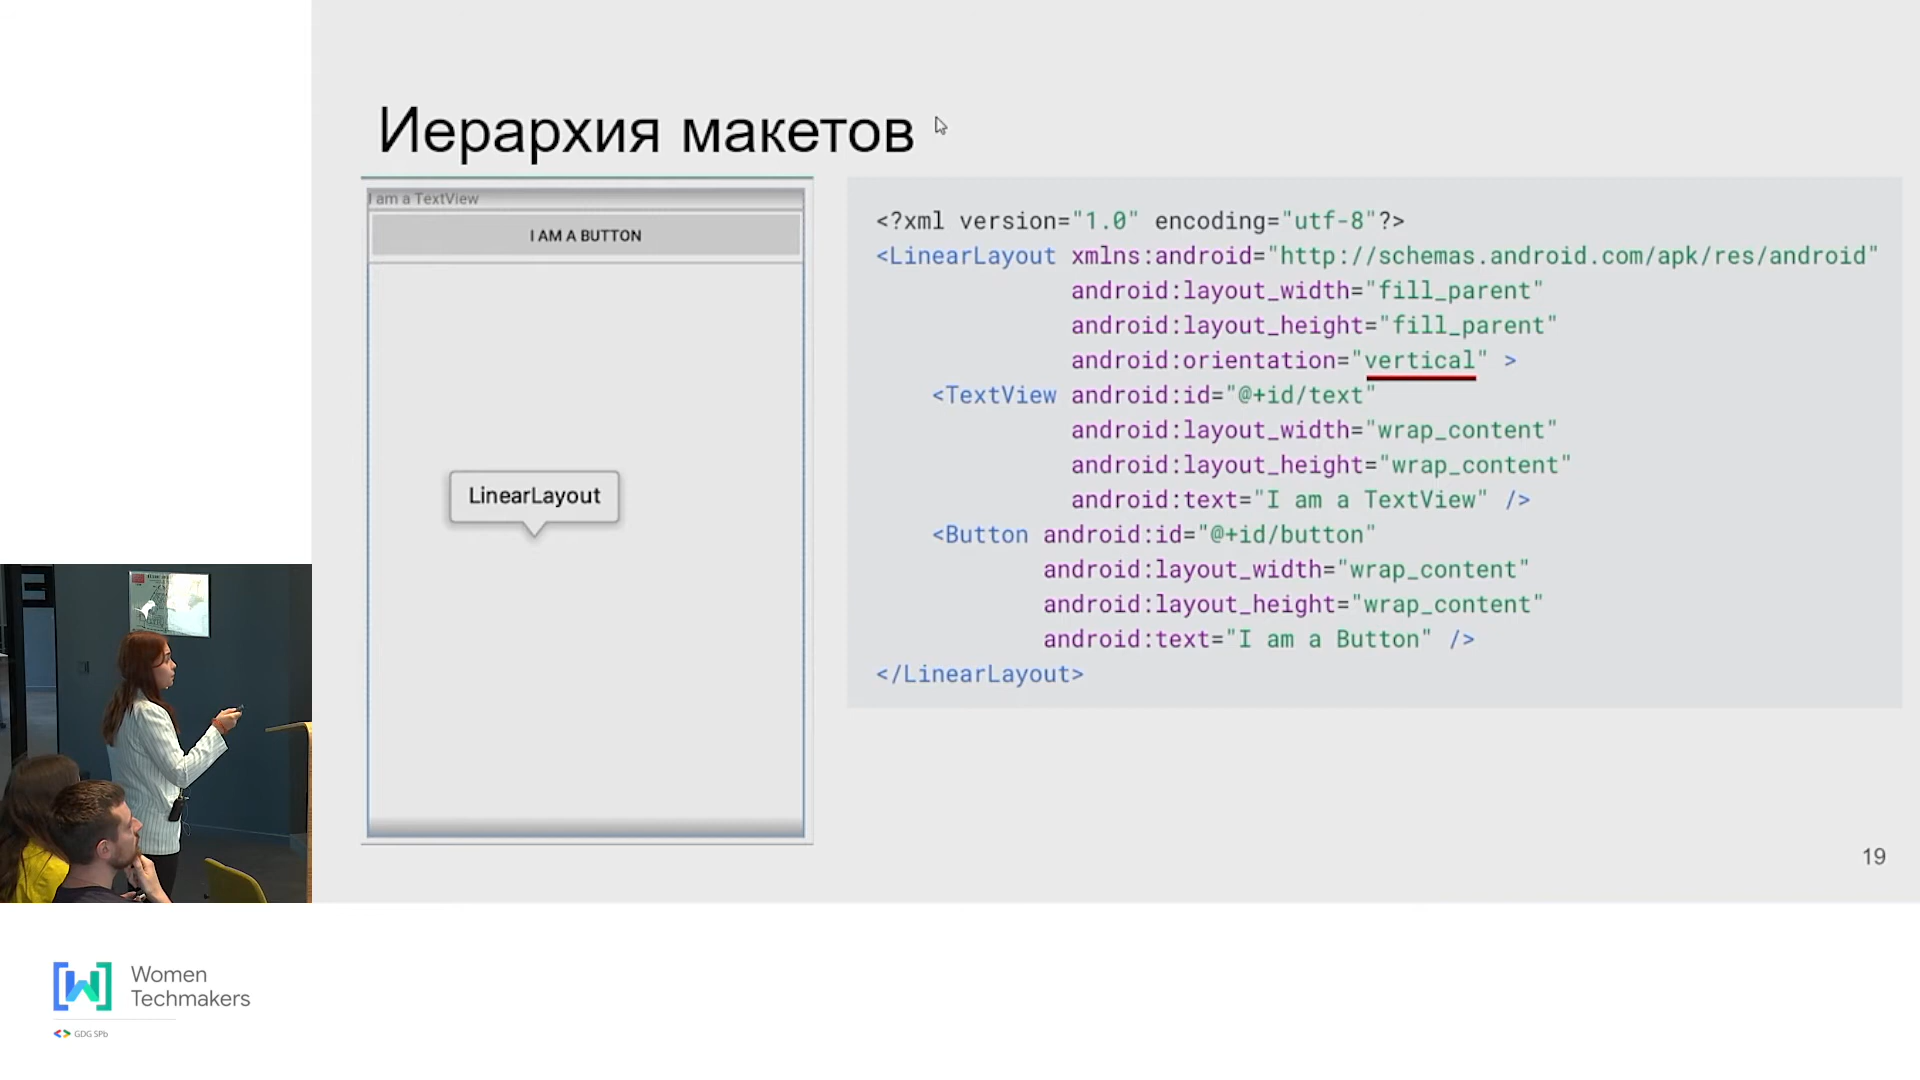 Иерархия макетов
I am a TextView
I AM A BUTTON
LinearLayout
<?xml version="1.0" encoding="utf-8"?>
<LinearLayout xmlns:android="http://schemas.android.com/apk/res/android"
android:layout_width="fill_parent"
android:layout_height="fill_parent"
android:orientation="vertical" >
<TextView android:id="@+id/text"
android:layout_width="wrap_content"
android:layout_height="wrap_content"
android:text="I am a TextView" />
<Button android:id="@+id/button"
android:layout_width="wrap_content"
android:layout_height="wrap_content"
android:text="I am a Button" />
</LinearLayout>
19
Women
Techmakers
GDG SPb